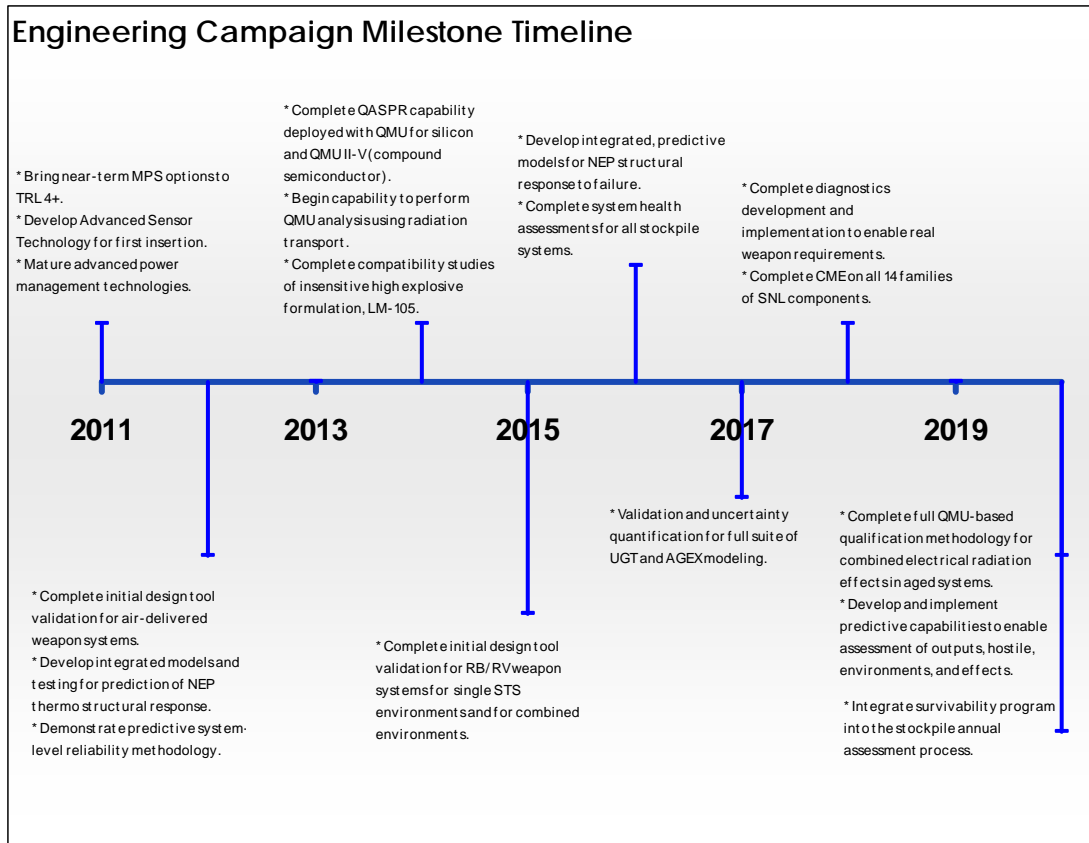 Engineering Campaign Milestone Timeline
* Bring near-term MPS options to
TRL 4+.
* Develop Advanced Sensor
Technology for first insertion.
* Mature advanced power
management technologies.
* Complete QASPR capability
deployed with QMU for silicon
and QMU II-V (compound
semiconductor).
* Begin capability to perform
QMU analysis using radiation
transport.
* Complete compatibility studies
of insensitive high explosive
formulation, LM-105.
* Develop integrated, predictive
models for NEP structural
response to failure.
* Complete system health
assessments for all stockpile
systems.
* Complete diagnostics
development and
implementation to enable real
weapon requirements.
* Complete CME on all 14 families
of SNL components.
2011
2013
2015
2017
2019
* Complete initial design tool
validation for air-delivered
weapon systems.
* Develop integrated models and
testing for prediction of NEP
thermo structural response.
* Demonstrate predictive system-
level reliability methodology.
* Complete initial design tool
validation for RB/RV weapon
systems for single STS
environments and for combined
environments.
* Validation and uncertainty
quantification for full suite of
UGT and AGEX modeling.
* Complete full QMU-based
qualification methodology for
combined electrical radiation
effects in aged systems.
* Develop and implement
predictive capabilities to enable
assessment of outputs, hostile,
environments, and effects.
* Integrate survivability program
into the stockpile annual
assessment process.